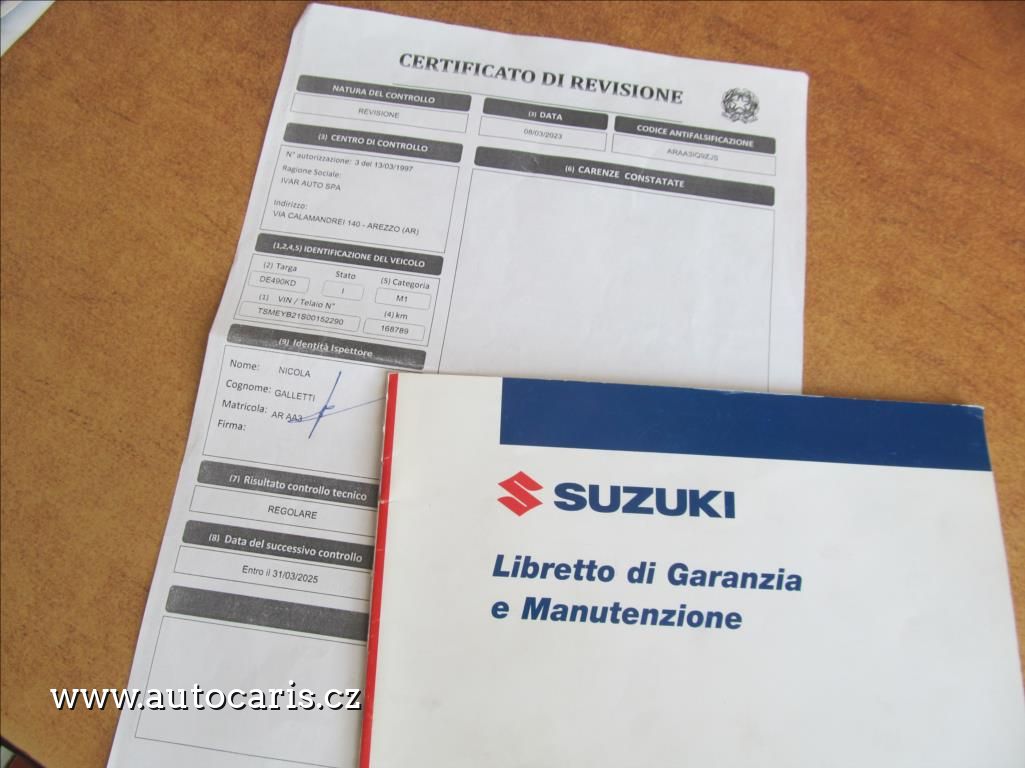 CERTIFICATO DI REVISIONE
NATURA DEL CONTROLLO
REVISIONE
(3) DATA
08/03/2023
CODICE ANTIFALSIFICAZIONE
ARAA3IQ9ZJS
(3) CENTRO DI CONTROLLO
N° autorizzazione: 3 del 13/03/1997
Ragione Sociale:
IVAR AUTO SPA
Indirizzo:
VIA CALAMANDREI 140 - AREZZO (AR)
(6) CARENZE CONSTATATE
(1,2,4,5) IDENTIFICAZIONE DEL VEICOLO
(2) Targa Stato (5) Categoria
DE490KD I M1
(1) VIN / Telaio N° (4) km
TSMEYB21S00152290 168789
(9) Identità Ispettore
Nome: NICOLA
Cognome: GALLETTI
Matricola: AR AA3
Firma:
(7) Risultato controllo tecnico
REGOLARE
(8) Data del successivo controllo
Entro il 31/03/2025
SUZUKI
Libretto di Garanzia
e Manutenzione
www.autocaris.cz